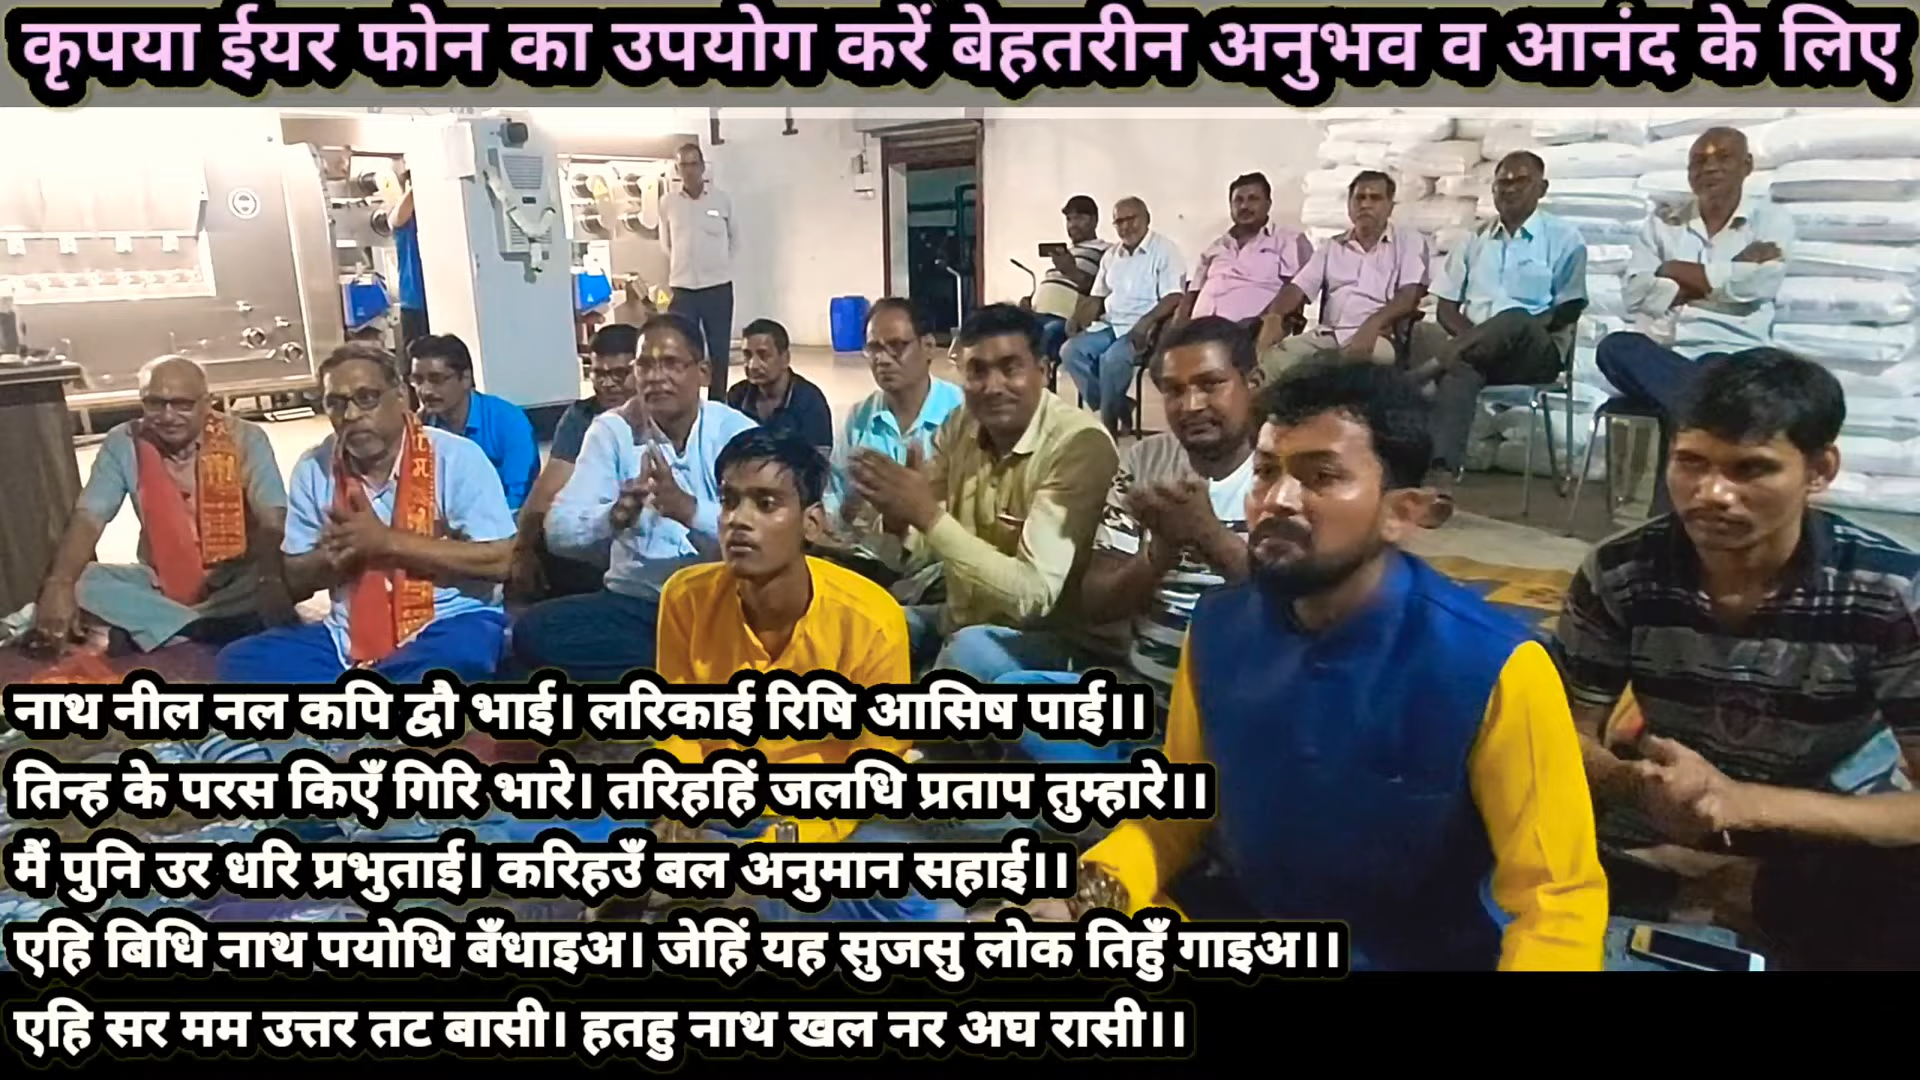 कृपया ईयर फोन का उपयोग करें बेहतरीन अनुभव व आनंद के लिए
नाथ नील नल कपि द्वौ भाई। लरिकाई रिषि आसिष पाई।।
तिन्ह के परस किएँ गिरि भारे। तरिहहिं जलधि प्रताप तुम्हारे।।
मैं पुनि उर धरि प्रभुताई। करिहउँ बल अनुमान सहाई।।
एहि बिधि नाथ पयोधि बँधाइअ। जेहिं यह सुजसु लोक तिहुँ गाइअ।।
एहि सर मम उत्तर तट बासी। हतहु नाथ खल नर अघ रासी।।